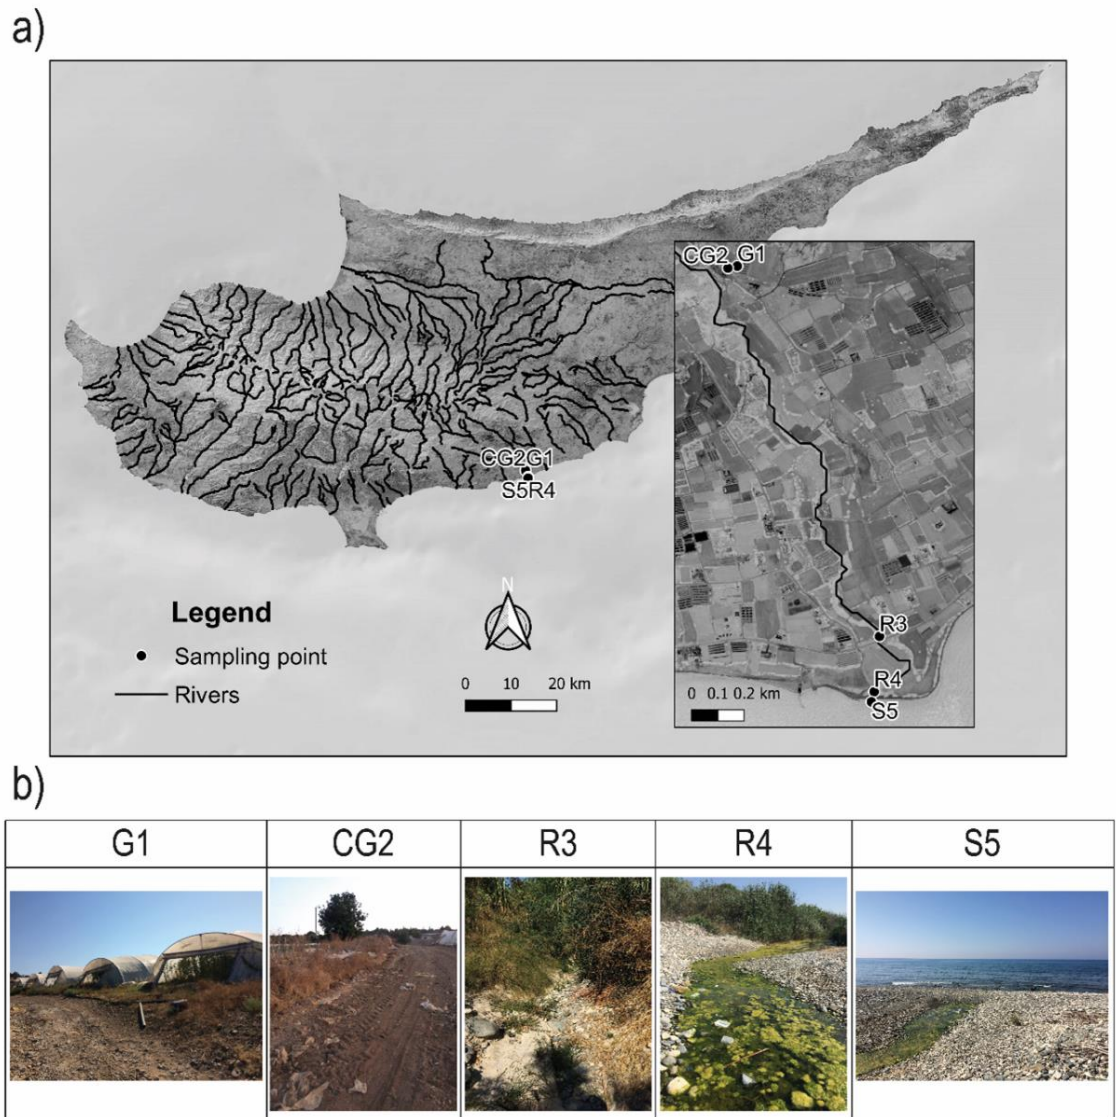 a)
CG2 G1
CG2G1
S5R4
R3
R4
S5
N
Legend
Sampling point
Rivers
0 10 20 km
0 0.1 0.2 km
b)
G1 CG2 R3 R4 S5